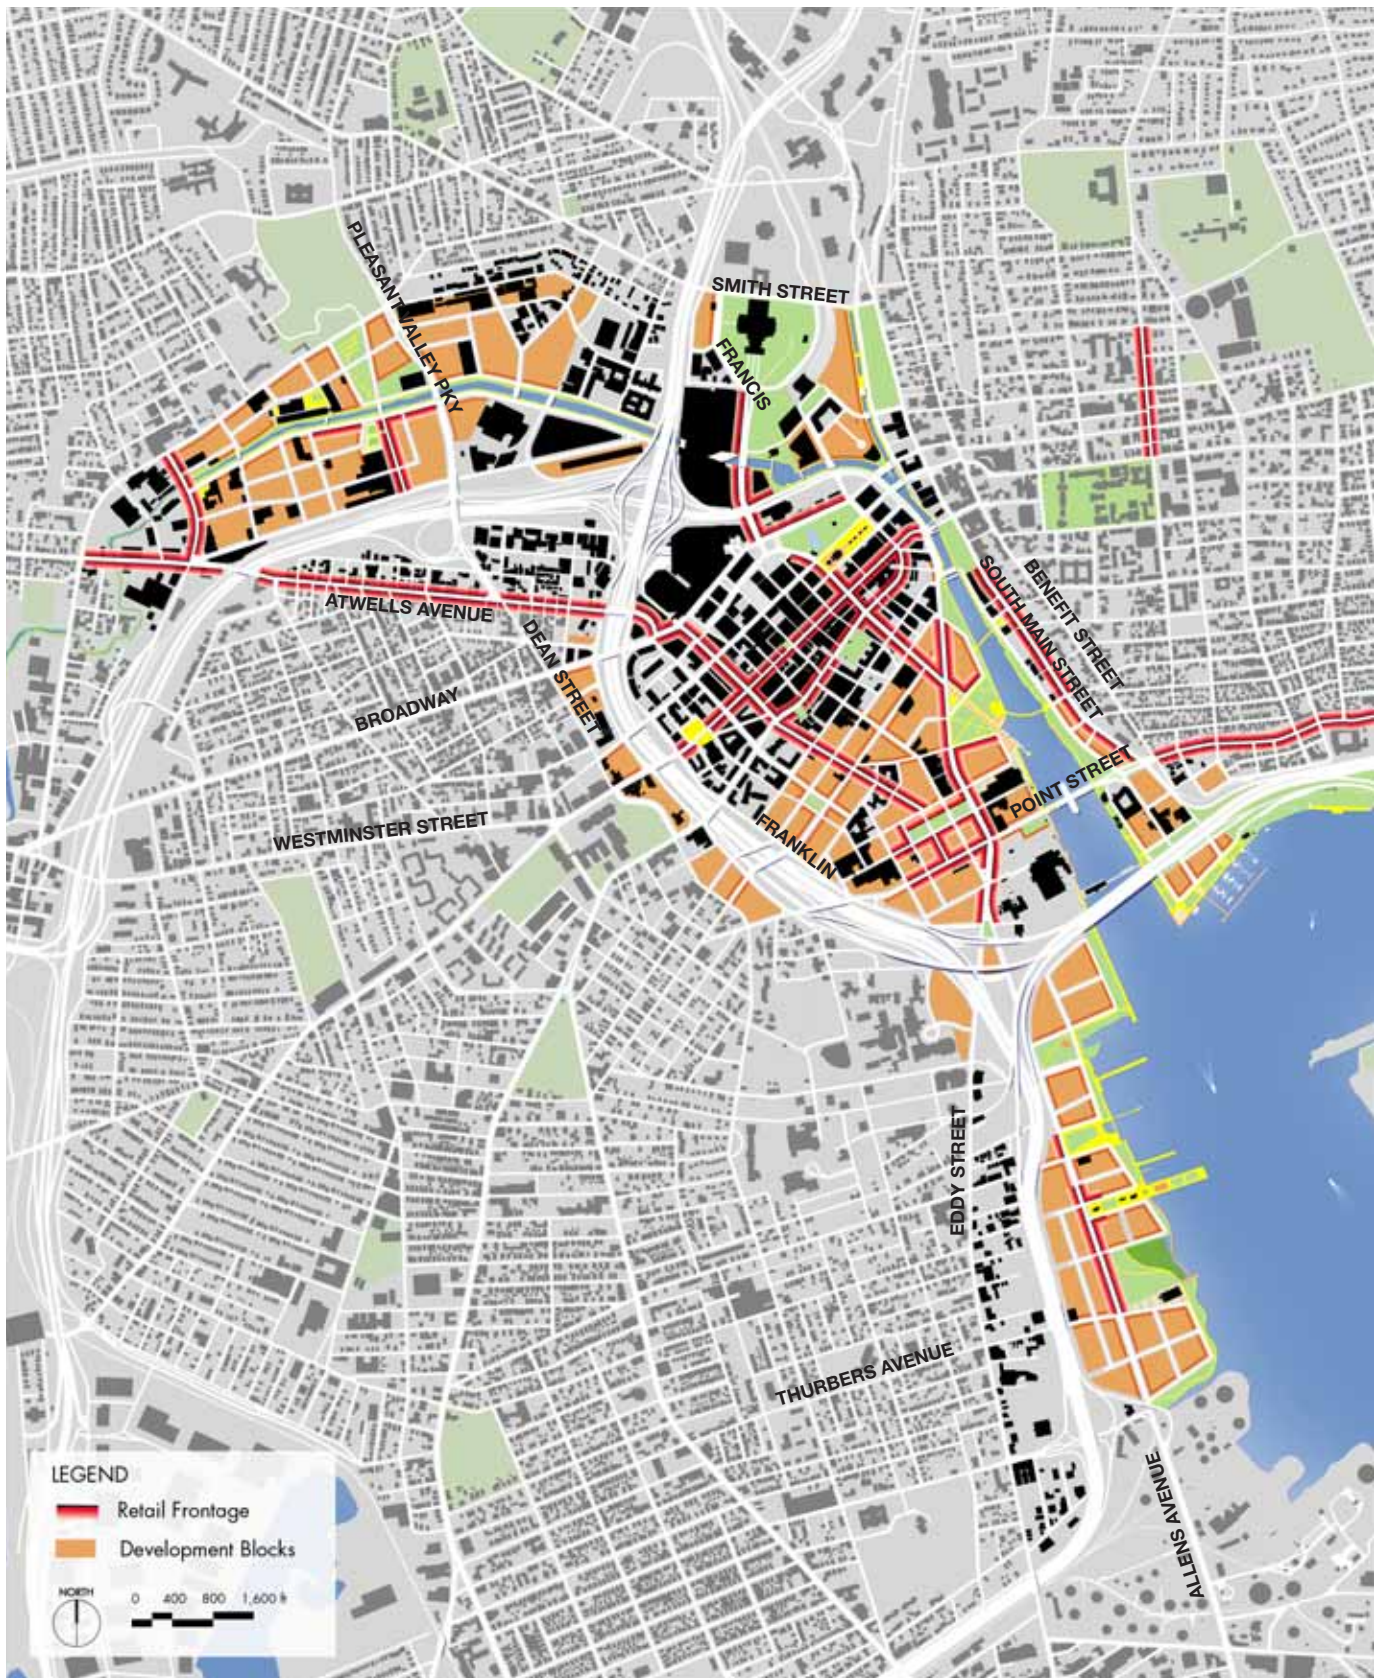 SMITH STREET
PLEASANT VALLEY PKY
FRANCIS
BENEFIT STREET
SOUTH MAIN STREET
ATWELLS AVENUE
DEAN STREET
BROADWAY
POINT STREET
WESTMINSTER STREET
FRANKLIN
EDDY STREET
THURBERS AVENUE
ALLENS AVENUE
LEGEND
Retail Frontage
Development Blocks
NORTH
0 400 800 1,600 ft